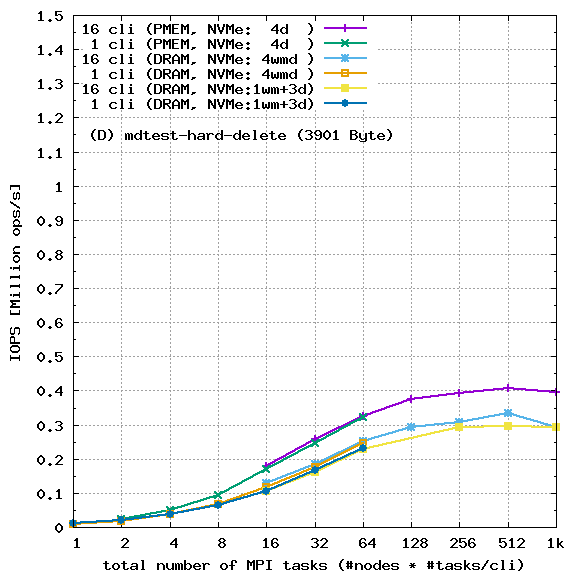 16 cli (PMEM, NVMe:  4d  )
1 cli (PMEM, NVMe:  4d  )
16 cli (DRAM, NVMe: 4wmd )
1 cli (DRAM, NVMe: 4wmd )
16 cli (DRAM, NVMe:1wm+3d)
1 cli (DRAM, NVMe:1wm+3d)
(D) mdtest-hard-delete (3901 Byte)
IOPS [Million ops/s]
1.5
1.4
1.3
1.2
1.1
1
0.9
0.8
0.7
0.6
0.5
0.4
0.3
0.2
0.1
0
1 2 4 8 16 32 64 128 256 512 1k
total number of MPI tasks (#nodes * #tasks/cli)